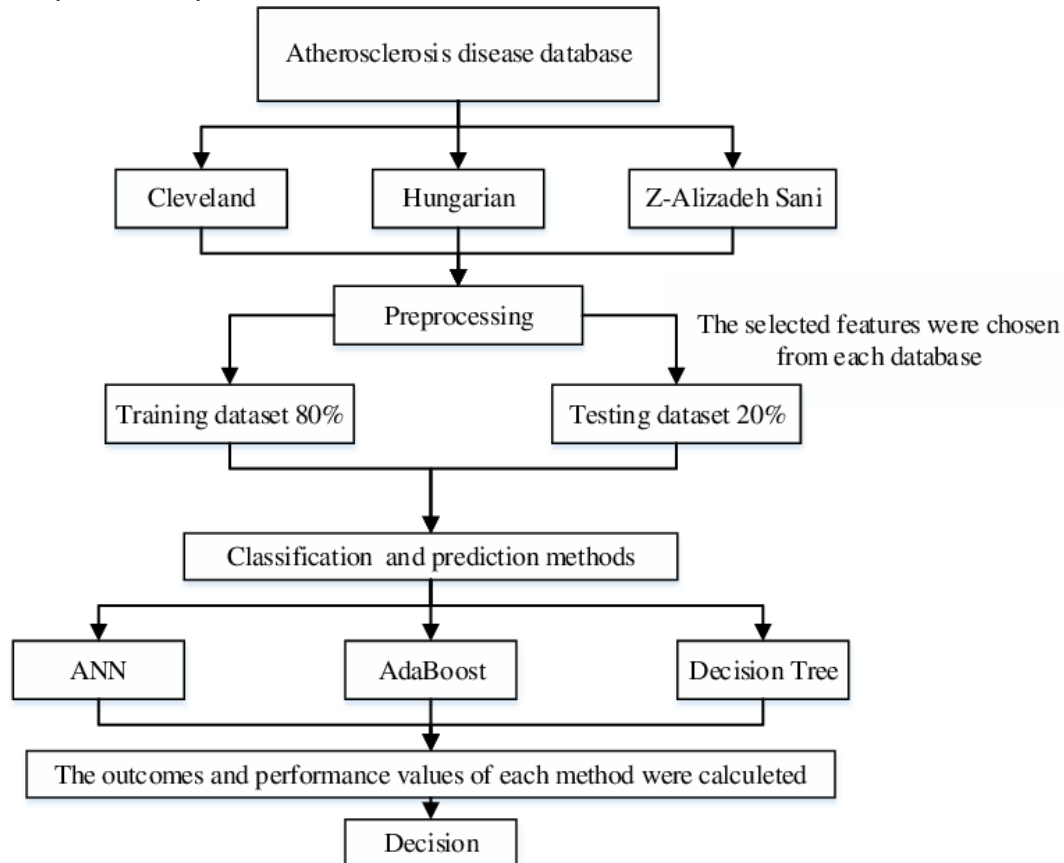 Atherosclerosis disease database
Cleveland
Hungarian
Z-Alizadeh Sani
Preprocessing
The selected features were chosen
from each database
Training dataset 80%
Testing dataset 20%
Classification and prediction methods
ANN
AdaBoost
Decision Tree
The outcomes and performance values of each method were calculeted
Decision